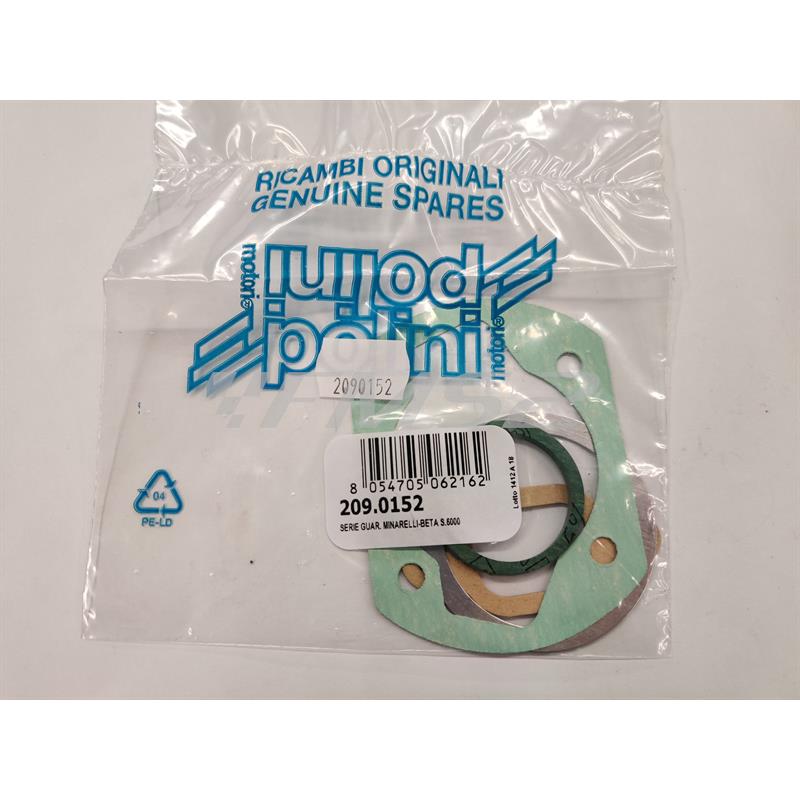 RICAMBI ORIGINALI
GENUINE SPARES
polini
motori®
polini
motori®
2090152
8 054705 062162
209.0152
SERIE GUAR. MINARELLI-BETA S.6000
Lotto 1412 A 18
04
PE-LD